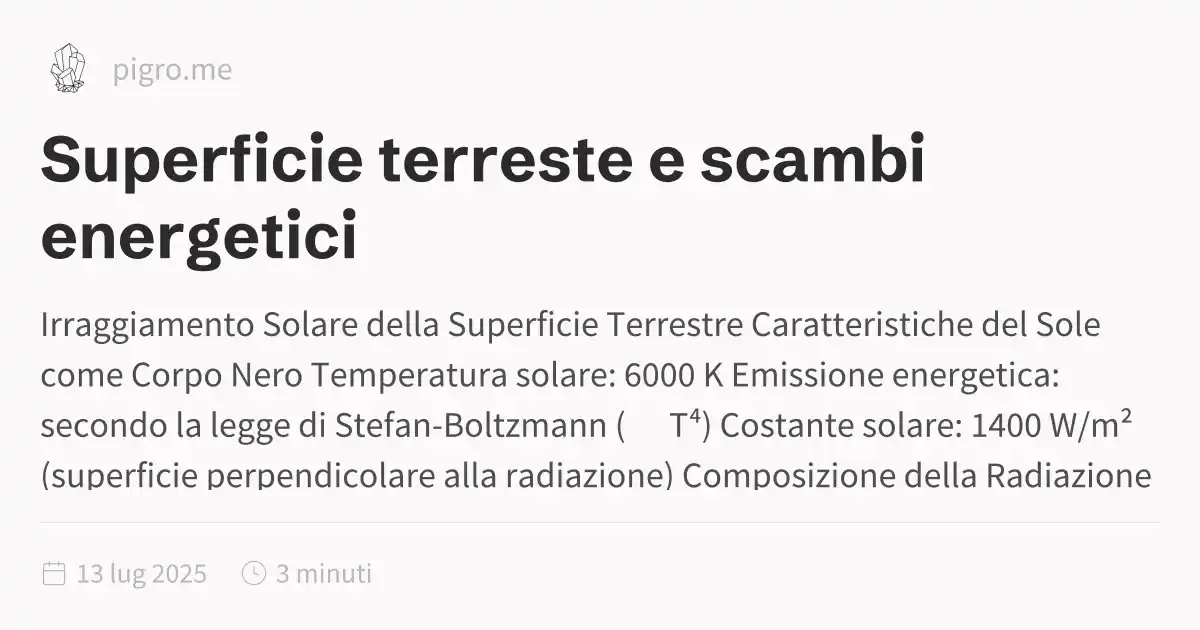 pigro.me
Superficie terreste e scambi
energetici
Irraggiamento Solare della Superficie Terrestre Caratteristiche del Sole
come Corpo Nero Temperatura solare: 6000 K Emissione energetica:
secondo la legge di Stefan-Boltzmann ( T⁴) Costante solare: 1400 W/m²
(superficie perpendicolare alla radiazione) Composizione della Radiazione
13 lug 2025
3 minuti